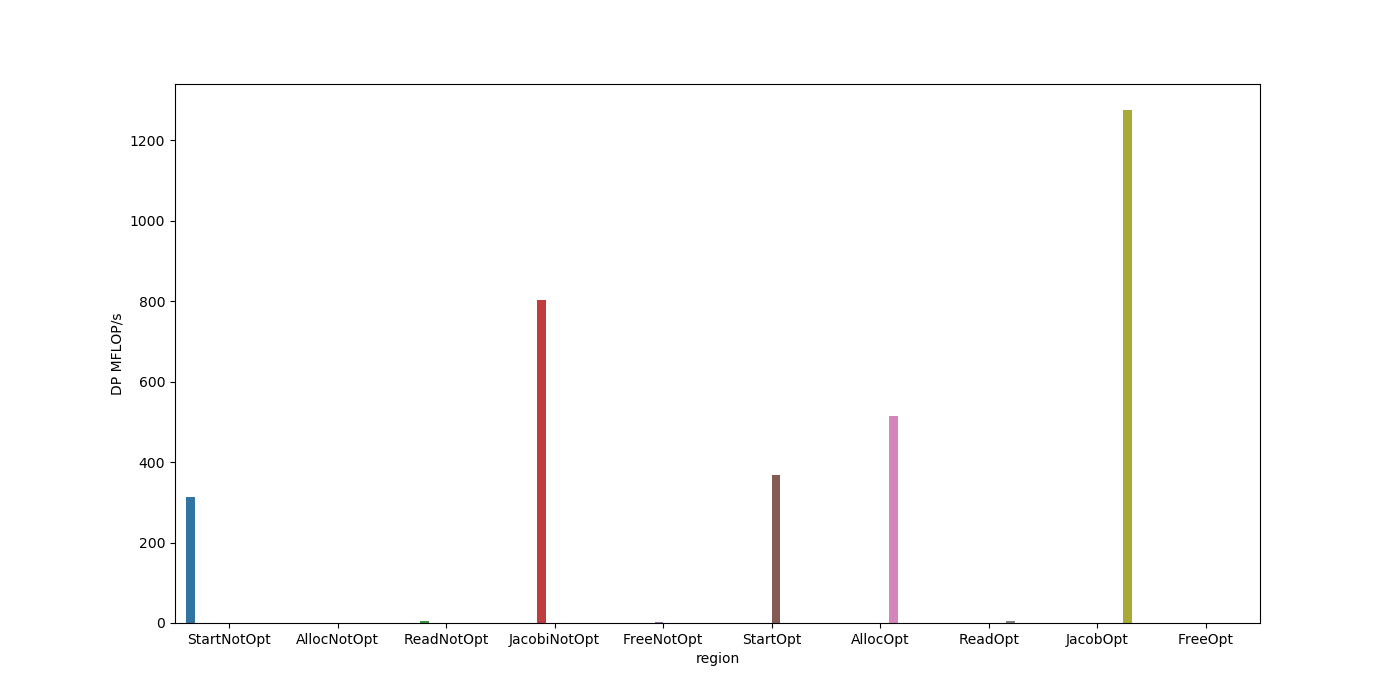 1200
1000
800
600
400
200
0
DP MFLOP/s
StartNotOpt AllocNotOpt ReadNotOpt JacobiNotOpt FreeNotOpt StartOpt AllocOpt ReadOpt JacobOpt FreeOpt
region